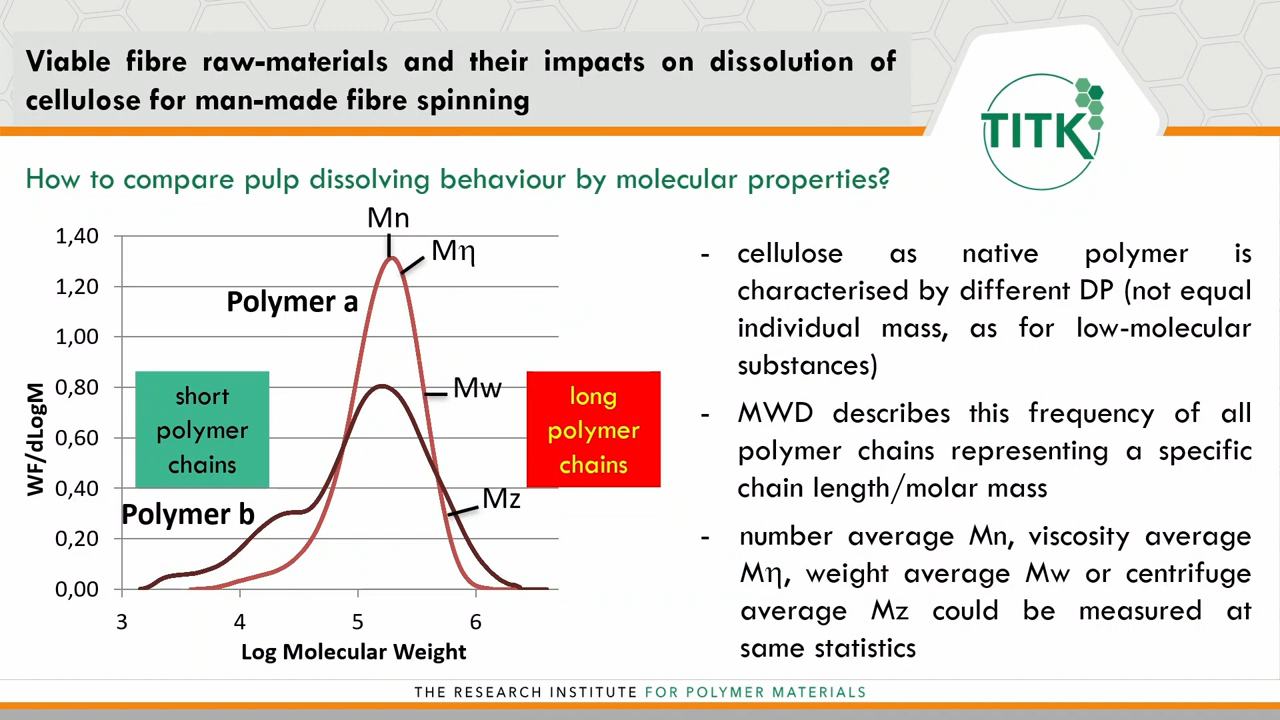 Viable fibre raw-materials and their impacts on dissolution of
cellulose for man-made fibre spinning
TITK
How to compare pulp dissolving behaviour by molecular properties?
Mn
Mη
1,40
1,20
1,00
0,80
0,60
0,40
0,20
0,00
WF/dLogM
Polymer a
short
polymer
chains
Mw
long
polymer
chains
Mz
Polymer b
3 4 5 6
Log Molecular Weight
- cellulose as native polymer is
characterised by different DP (not equal
individual mass, as for low-molecular
substances)
- MWD describes this frequency of all
polymer chains representing a specific
chain length/molar mass
- number average Mn, viscosity average
Mη, weight average Mw or centrifuge
average Mz could be measured at
same statistics
THE RESEARCH INSTITUTE FOR POLYMER MATERIALS